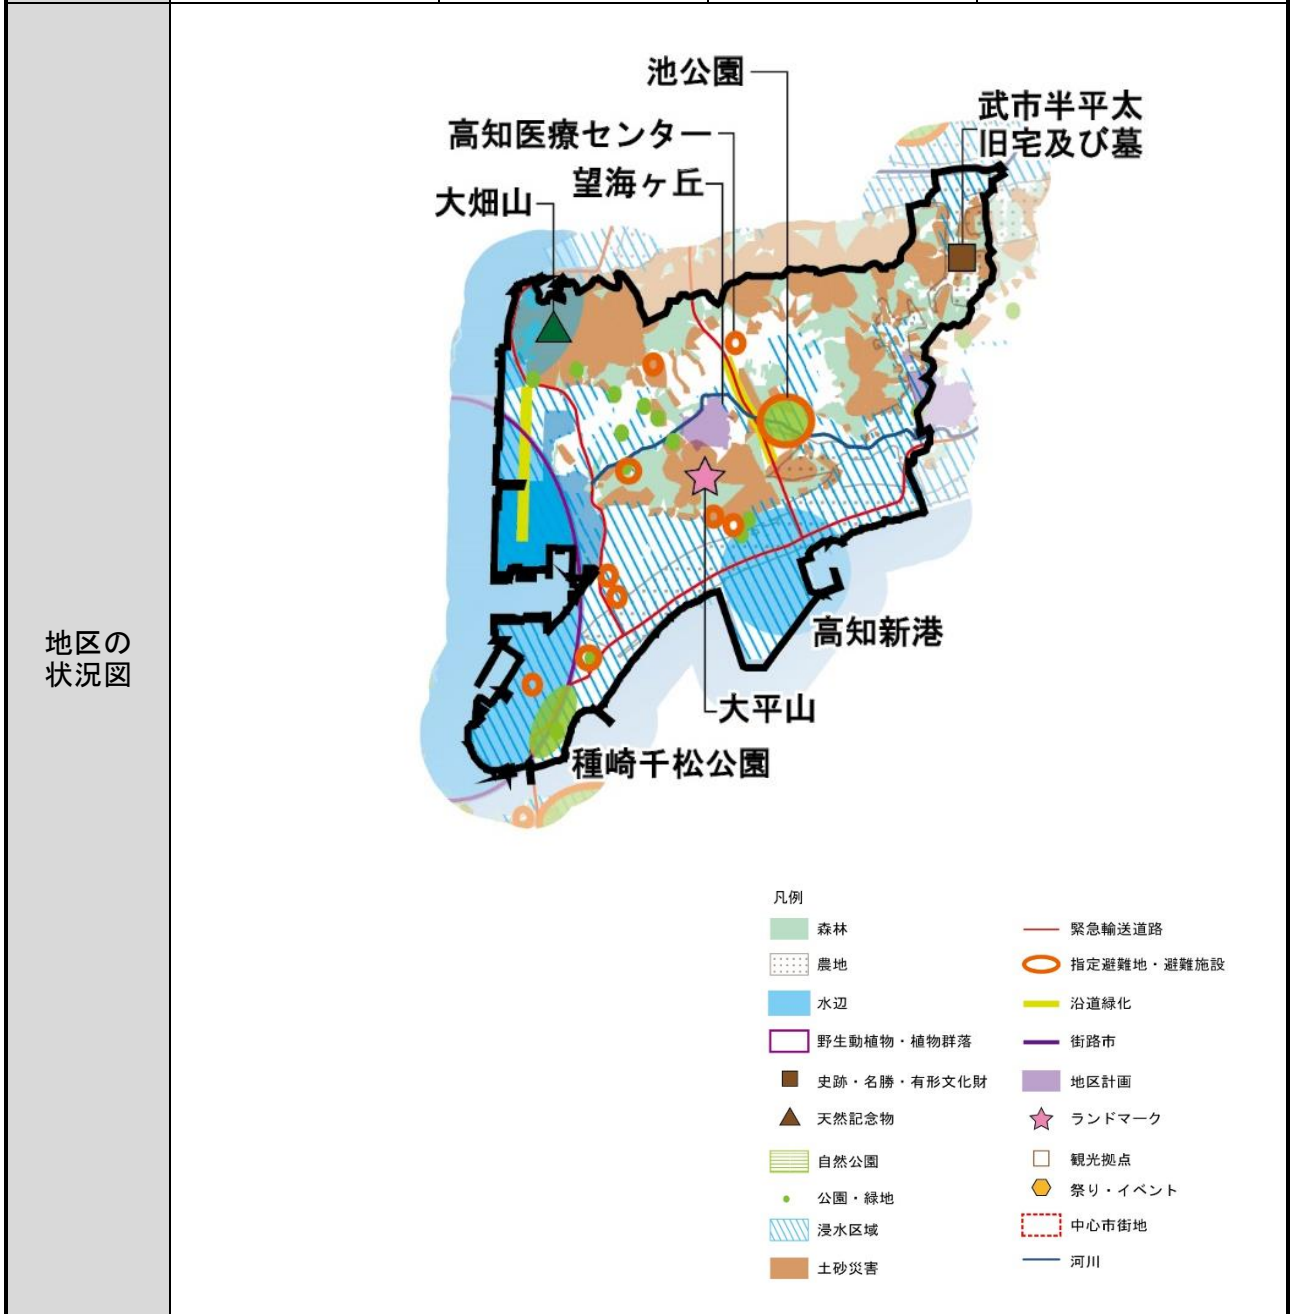 地区の
状況図
池公園
武市半平太
旧宅及び墓
高知医療センター
望海ヶ丘
大畑山
高知新港
大平山
種崎千松公園
凡例
森林
農地
水辺
野生動植物・植物群落
史跡・名勝・有形文化財
天然記念物
自然公園
公園・緑地
浸水区域
土砂災害
緊急輸送道路
指定避難地・避難施設
沿道緑化
街路市
地区計画
ランドマーク
観光拠点
祭り・イベント
中心市街地
河川